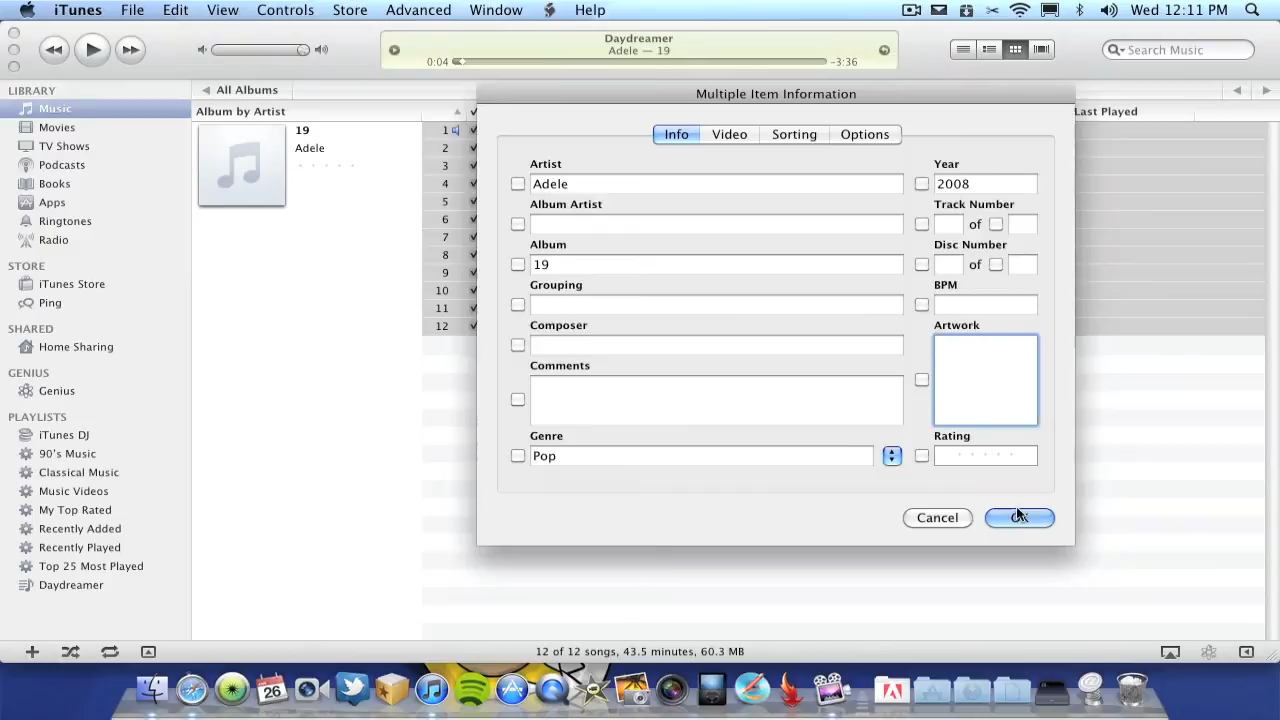 iTunes File Edit View Controls Store Advanced Window Help Wed 12:11 PM
Daydreamer
Adele — 19
0:04 -3:36
Search Music
LIBRARY
Music
Movies
TV Shows
Podcasts
Books
Apps
Ringtones
Radio
STORE
iTunes Store
Ping
SHARED
Home Sharing
GENIUS
Genius
PLAYLISTS
iTunes DJ
90's Music
Classical Music
Music Videos
My Top Rated
Recently Added
Recently Played
Top 25 Most Played
Daydreamer
All Albums
Album by Artist
Last Played
19
Adele
1
2
3
4
5
6
7
8
9
10
11
12
Multiple Item Information
Info Video Sorting Options
Artist
Adele
Album Artist
Album
19
Grouping
Composer
Comments
Genre
Pop
Year
2008
Track Number
of
Disc Number
of
BPM
Artwork
Rating
Cancel
12 of 12 songs, 43.5 minutes, 60.3 MB
26